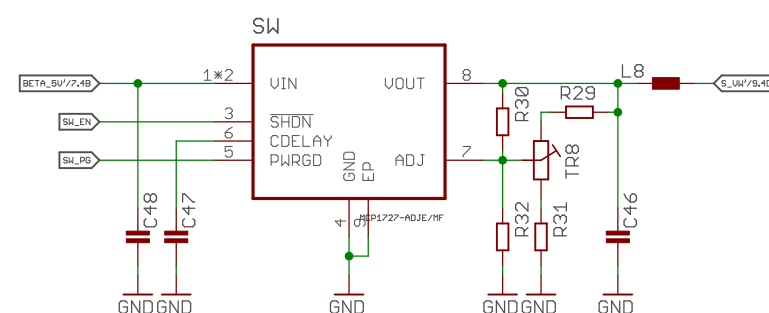 SW
BETA_5V'/7.4B
1*2
VIN
VOUT
8
L8
S_VW'/9.4D
SW_EN
3
SHDN
R30
R29
6
CDELAY
SW_PG
5
PWRGD
GND
EP
ADJ
7
TR8
C48
C47
4
9
MCP1727-ADJE/MF
R32
R31
C46
GND
GND
GND
GND
GND
GND